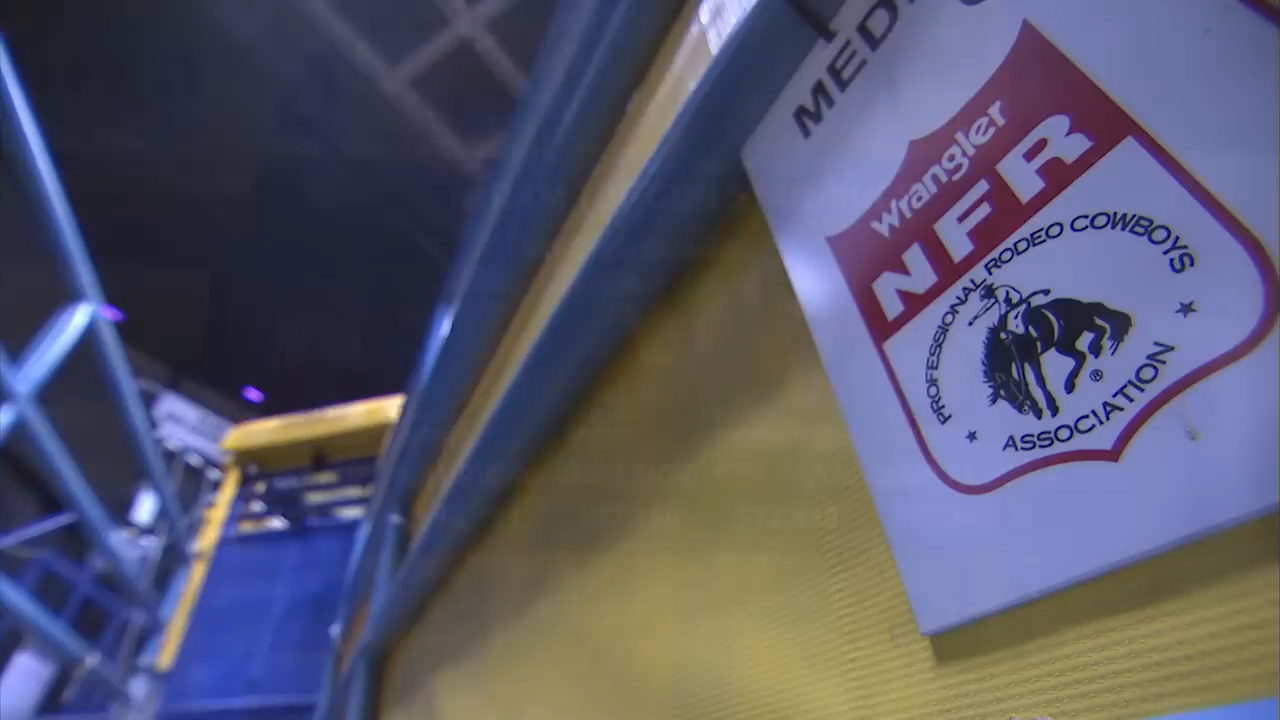 MED
Wrangler
NFR
PROFESSIONAL RODEO COWBOYS
ASSOCIATION
®